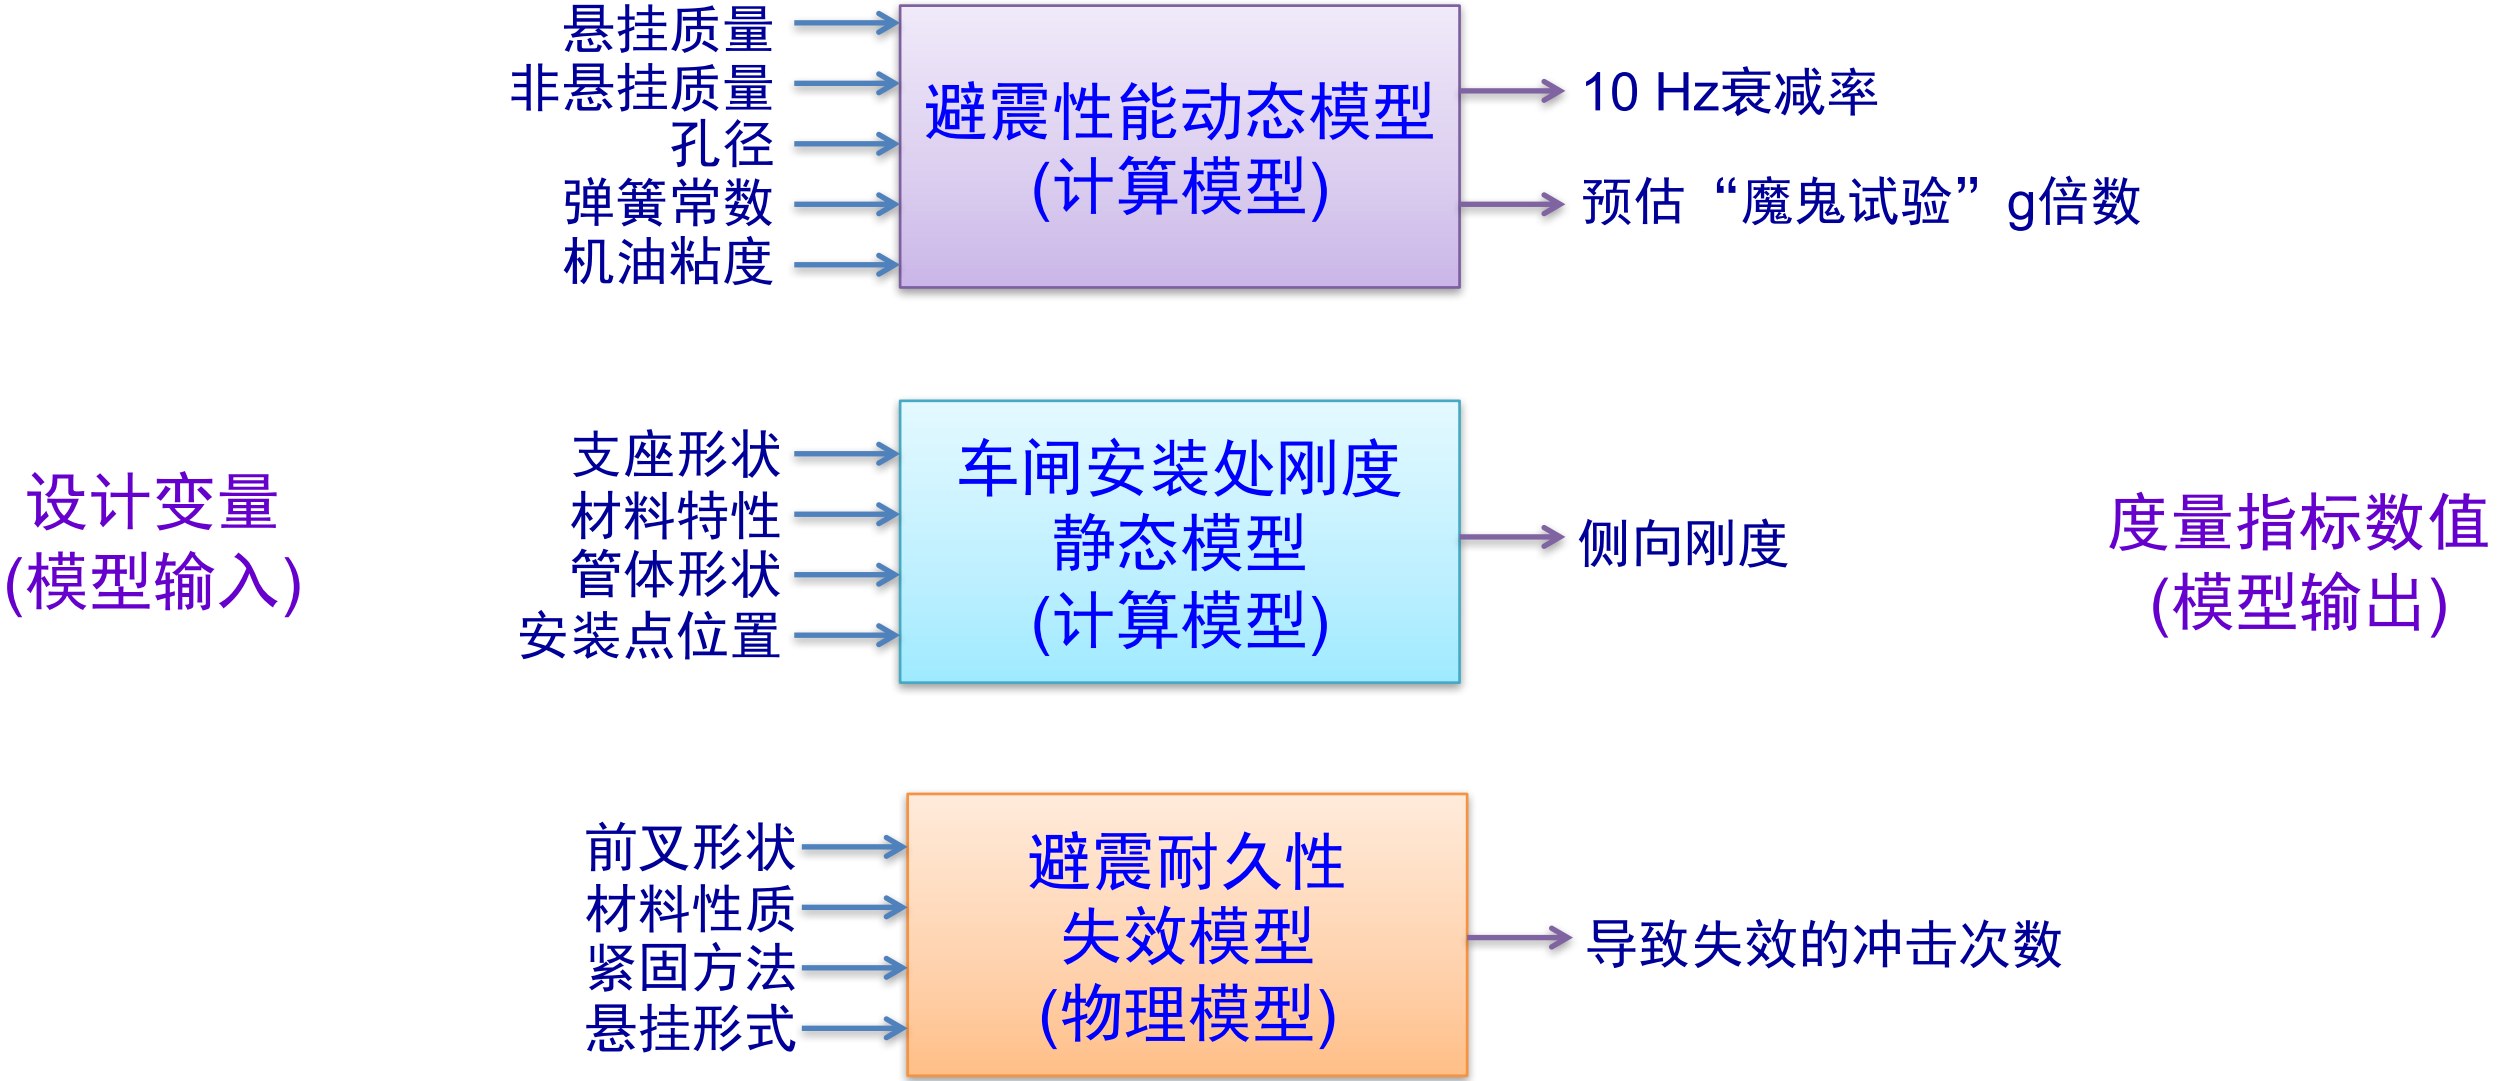 悬挂质量
非悬挂质量
孔径
弹簧常数
机油粘度
避震性能动态模型
(计算模型)
10 Hz衰减率
预估“魔鬼式弯”g倍数
设计变量
(模型输入)
支座形状
材料特性
备件形状
安装点位置
车间安装处刚度
静态模型
(计算模型)
侧向刚度
度量指标数值
(模型输出)
前叉形状
材料性质
紧固方法
悬挂形式
避震耐久性
失效模型
(物理模型)
导致失效的冲击次数